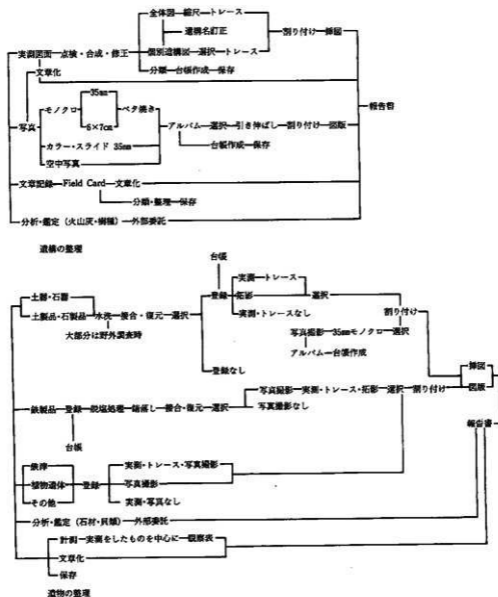 全体図 縮尺 トレース
遺構名訂正
割り付け 挿図
実測図面 点検・合成・修正 個別遺構図 選択 トレース
文章化
分類 台帳作成 保存
35mm
モノクロ ベタ焼き
6×7cm
写真
アルバム 選択 引き伸ばし 割り付け 図版
報告書
カラー・スライド 35mm
台帳作成 保存
空中写真
文章記録 Field Card 文章化
分類・整理 保存
分析・鑑定（火山灰・樹種） 外部委託
遺構の整理
台帳
実測 トレース
土器・石器
登録 拓影 選択
土製品・石製品 水洗 接合・復元 選択
実測・トレースなし
割り付け
大部分は野外調査時
写真撮影 35mmモノクロ 選択
アルバム 台帳作成
登録なし
挿図
写真撮影 実測・トレース・拓影 選択 割り付け
図版
鉄製品 登録 脱塩処理 錆落し 接合・復元 選択
写真撮影なし
報告書
台帳
鉄滓
実測・トレース・写真撮影
植物遺体 登録 写真撮影
その他
実測・写真なし
分析・鑑定（石材・貝類） 外部委託
計測 実測をしたものを中心に 観察表
文章化
保存
遺物の整理